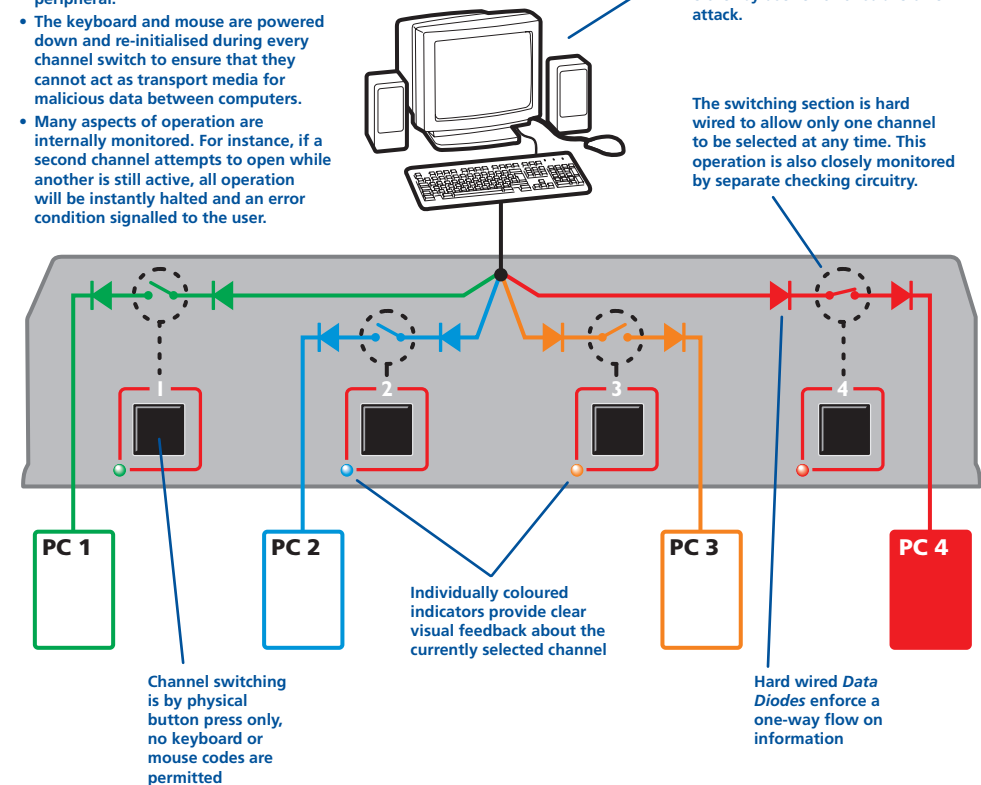 peripheral.
• The keyboard and mouse are powered
down and re-initialised during every
channel switch to ensure that they
cannot act as transport media for
malicious data between computers.
• Many aspects of operation are
internally monitored. For instance, if a
second channel attempts to open while
another is still active, all operation
will be instantly halted and an error
condition signalled to the user.
attack.
The switching section is hard
wired to allow only one channel
to be selected at any time. This
operation is also closely monitored
by separate checking circuitry.
1
2
3
4
PC 1
PC 2
PC 3
PC 4
Individually coloured
indicators provide clear
visual feedback about the
currently selected channel
Channel switching
is by physical
button press only,
no keyboard or
mouse codes are
permitted
Hard wired Data
Diodes enforce a
one-way flow on
information